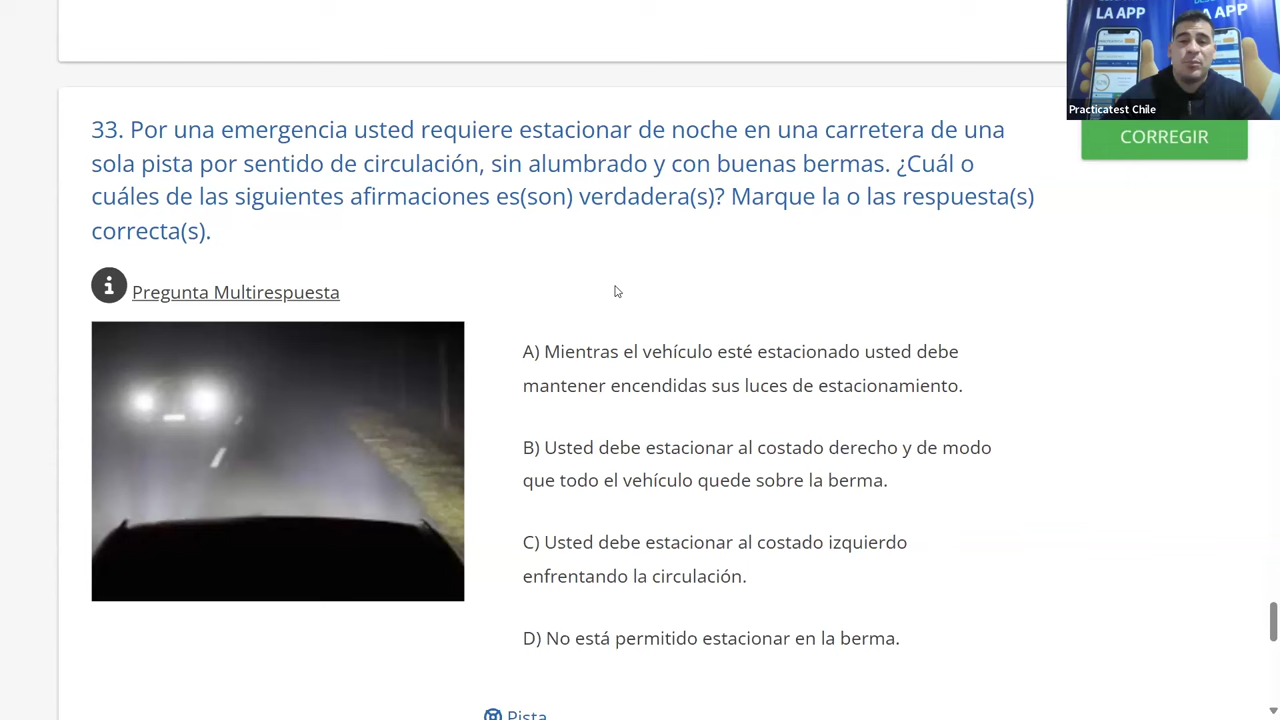 LA APP
LA APP
Practicatest Chile
CORREGIR
33. Por una emergencia usted requiere estacionar de noche en una carretera de una
sola pista por sentido de circulación, sin alumbrado y con buenas bermas. ¿Cuál o
cuáles de las siguientes afirmaciones es(son) verdadera(s)? Marque la o las respuesta(s)
correcta(s).
Pregunta Multirespuesta
A) Mientras el vehículo esté estacionado usted debe
mantener encendidas sus luces de estacionamiento.
B) Usted debe estacionar al costado derecho y de modo
que todo el vehículo quede sobre la berma.
C) Usted debe estacionar al costado izquierdo
enfrentando la circulación.
D) No está permitido estacionar en la berma.
Pista